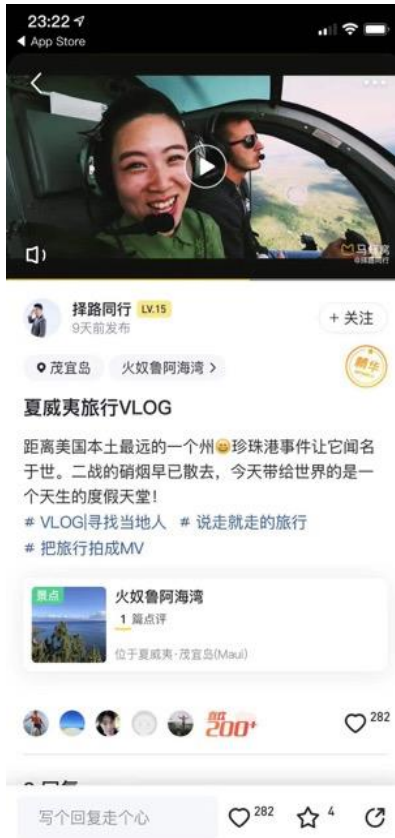 23:22
App Store
马蜂窝
@择路同行
择路同行 LV.15
9天前发布
+ 关注
茂宜岛 火奴鲁阿海湾 >
精华
夏威夷旅行VLOG
距离美国本土最远的一个州😄珍珠港事件让它闻名
于世。二战的硝烟早已散去，今天带给世界的是一
个天生的度假天堂！
# VLOG|寻找当地人 # 说走就走的旅行
# 把旅行拍成MV
景点
火奴鲁阿海湾
1 篇点评
位于夏威夷·茂宜岛(Maui)
喜欢
200+
282
写个回复走个心
282
4